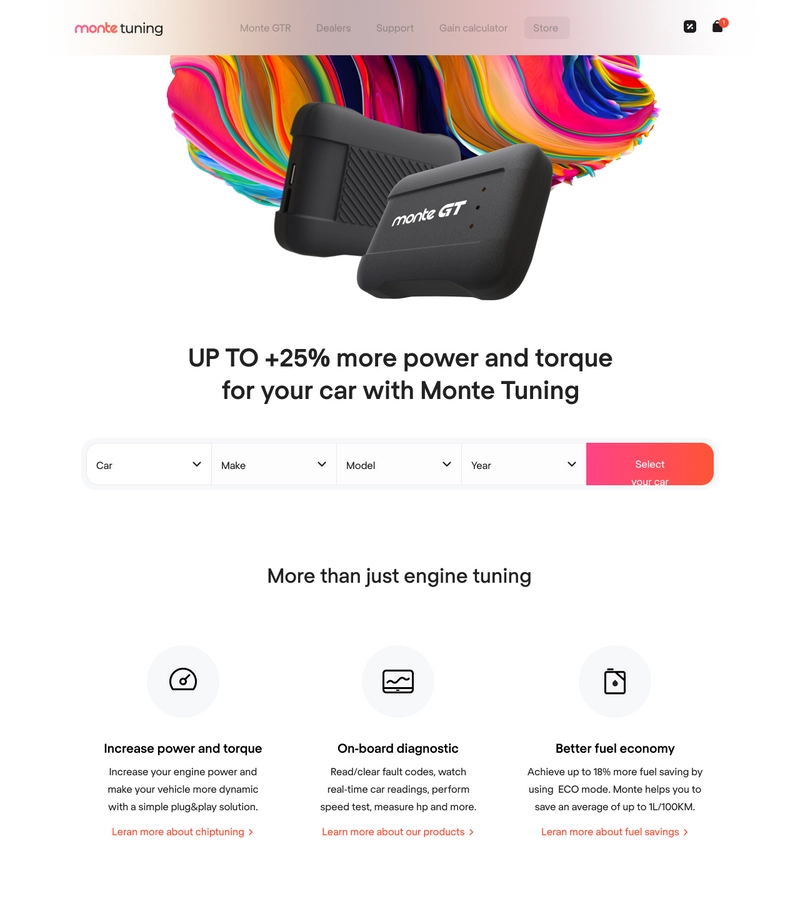 monte tuning
Monte GTR
Dealers
Support
Gain calculator
Store
1
monte GT
UP TO +25% more power and torque
for your car with Monte Tuning
Car
Make
Model
Year
Select
your car
More than just engine tuning
Increase power and torque
Increase your engine power and
make your vehicle more dynamic
with a simple plug&play solution.
Leran more about chiptuning
On-board diagnostic
Read/clear fault codes, watch
real-time car readings, perform
speed test, measure hp and more.
Learn more about our products
Better fuel economy
Achieve up to 18% more fuel saving by
using ECO mode. Monte helps you to
save an average of up to 1L/100KM.
Leran more about fuel savings